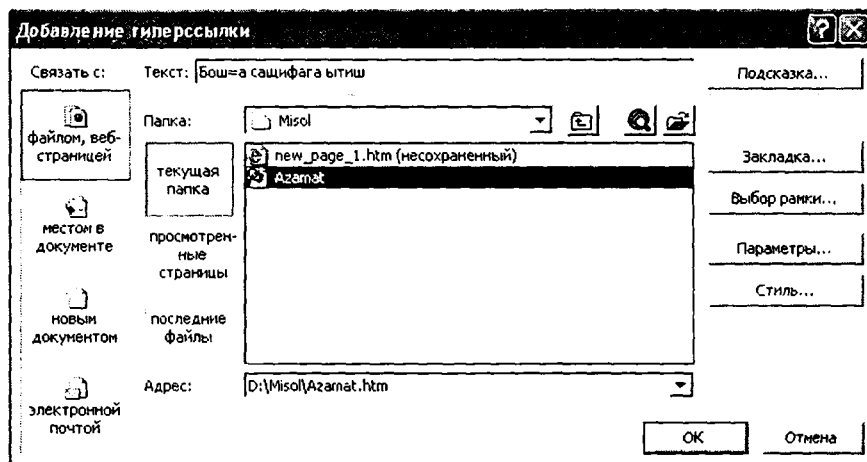 Добавление гиперссылки
Связать с:
Текст: Бош=а сащифага ытиш
Подсказка...
файлом, веб-
страницей
Папка: Misol
текущая
папка
new_page_1.htm (несохраненный)
Azamat
Закладка...
Выбор рамки...
местом в
документе
просмотрен-
ные
страницы
Параметры...
Стиль...
новым
документом
последние
файлы
электронной
почтой
Адрес: D:\Misol\Azamat.htm
OK
Отмена